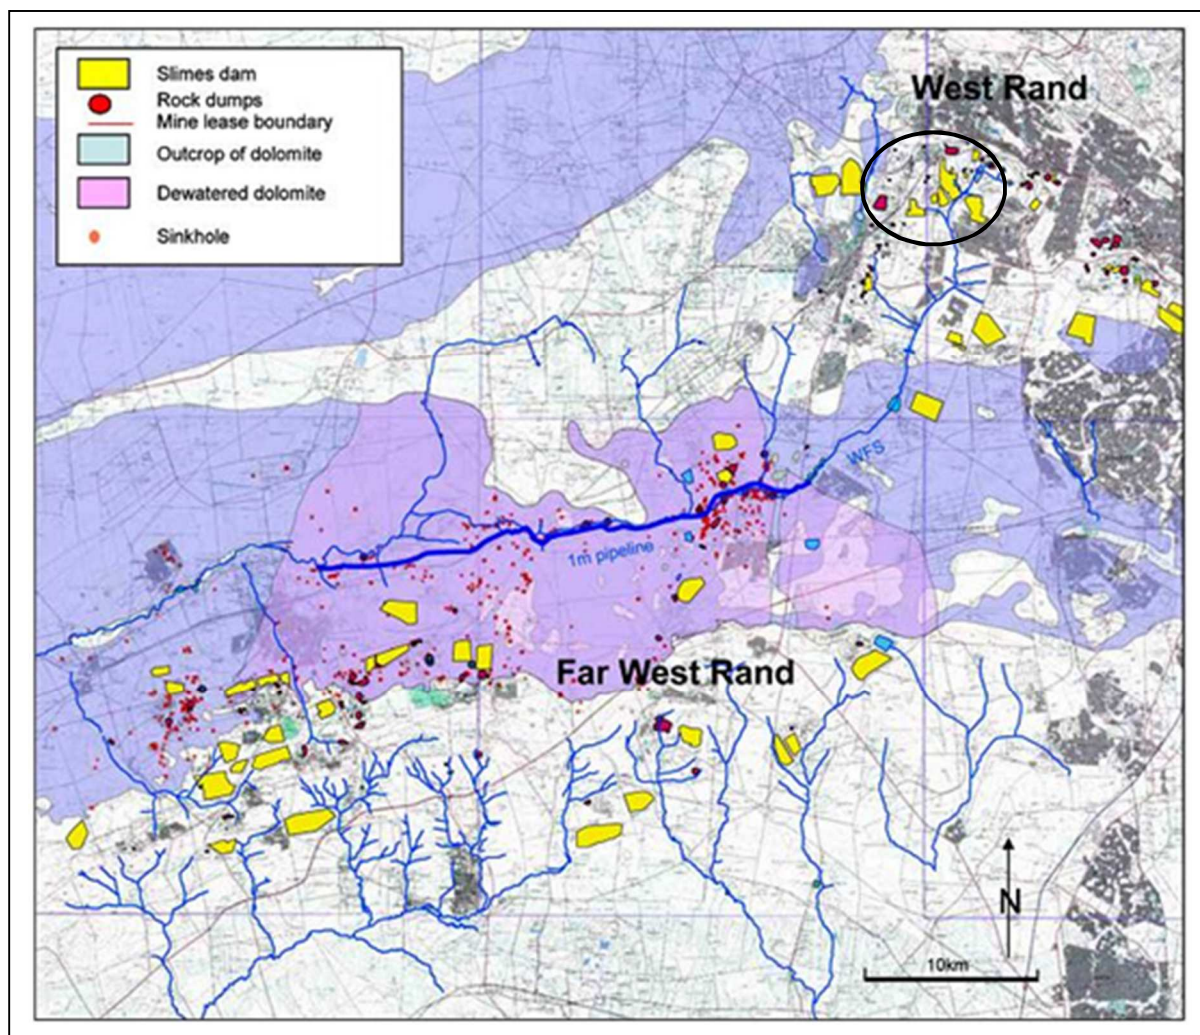 Slimes dam
Rock dumps
Mine lease boundary
Outcrop of dolomite
Dewatered dolomite
Sinkhole
West Rand
WFS
1m pipeline
Far West Rand
N
10km